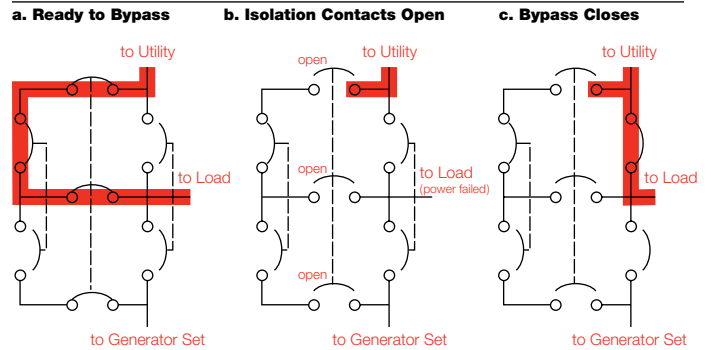 a. Ready to Bypass
to Utility
to Load
to Generator Set
b. Isolation Contacts Open
open
to Utility
open
to Load
(power failed)
open
to Generator Set
c. Bypass Closes
to Utility
to Load
to Generator Set